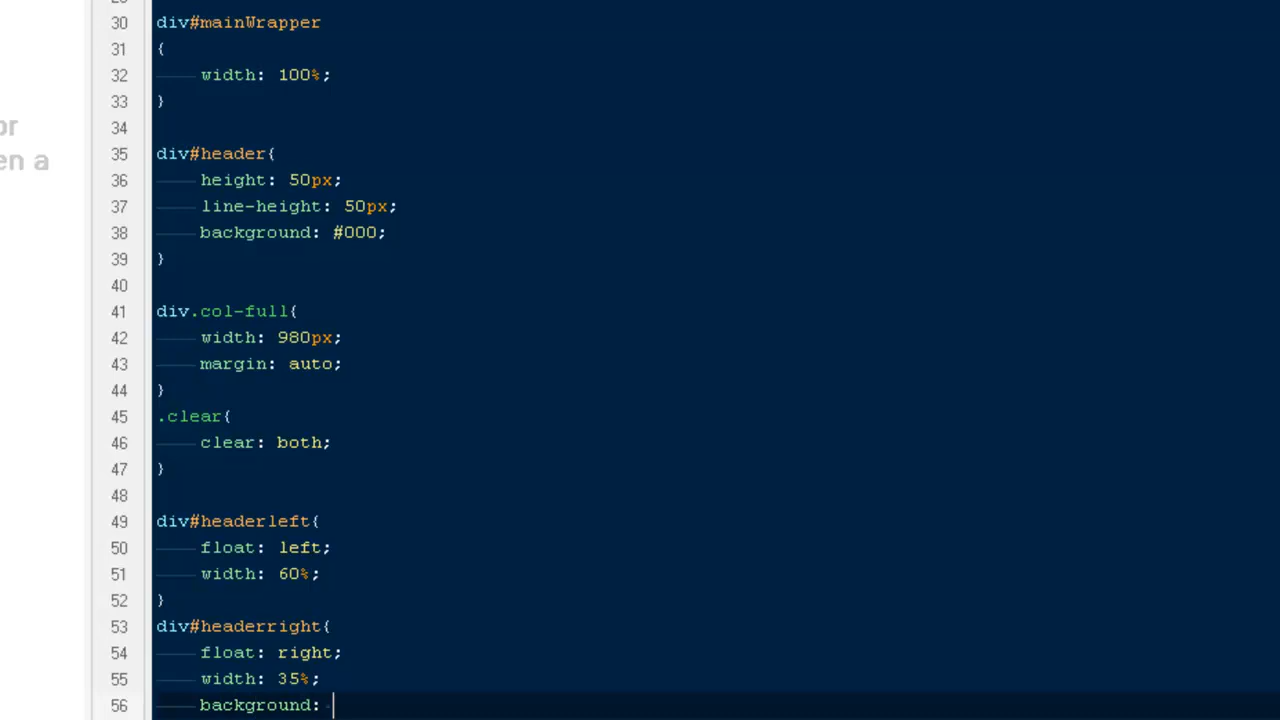 30 div#mainWrapper
31 {
32 width: 100%;
33 }
34
35 div#header{
36 height: 50px;
37 line-height: 50px;
38 background: #000;
39 }
40
41 div.col-full{
42 width: 980px;
43 margin: auto;
44 }
45 .clear{
46 clear: both;
47 }
48
49 div#headerleft{
50 float: left;
51 width: 60%;
52 }
53 div#headerright{
54 float: right;
55 width: 35%;
56 background:
or
en a